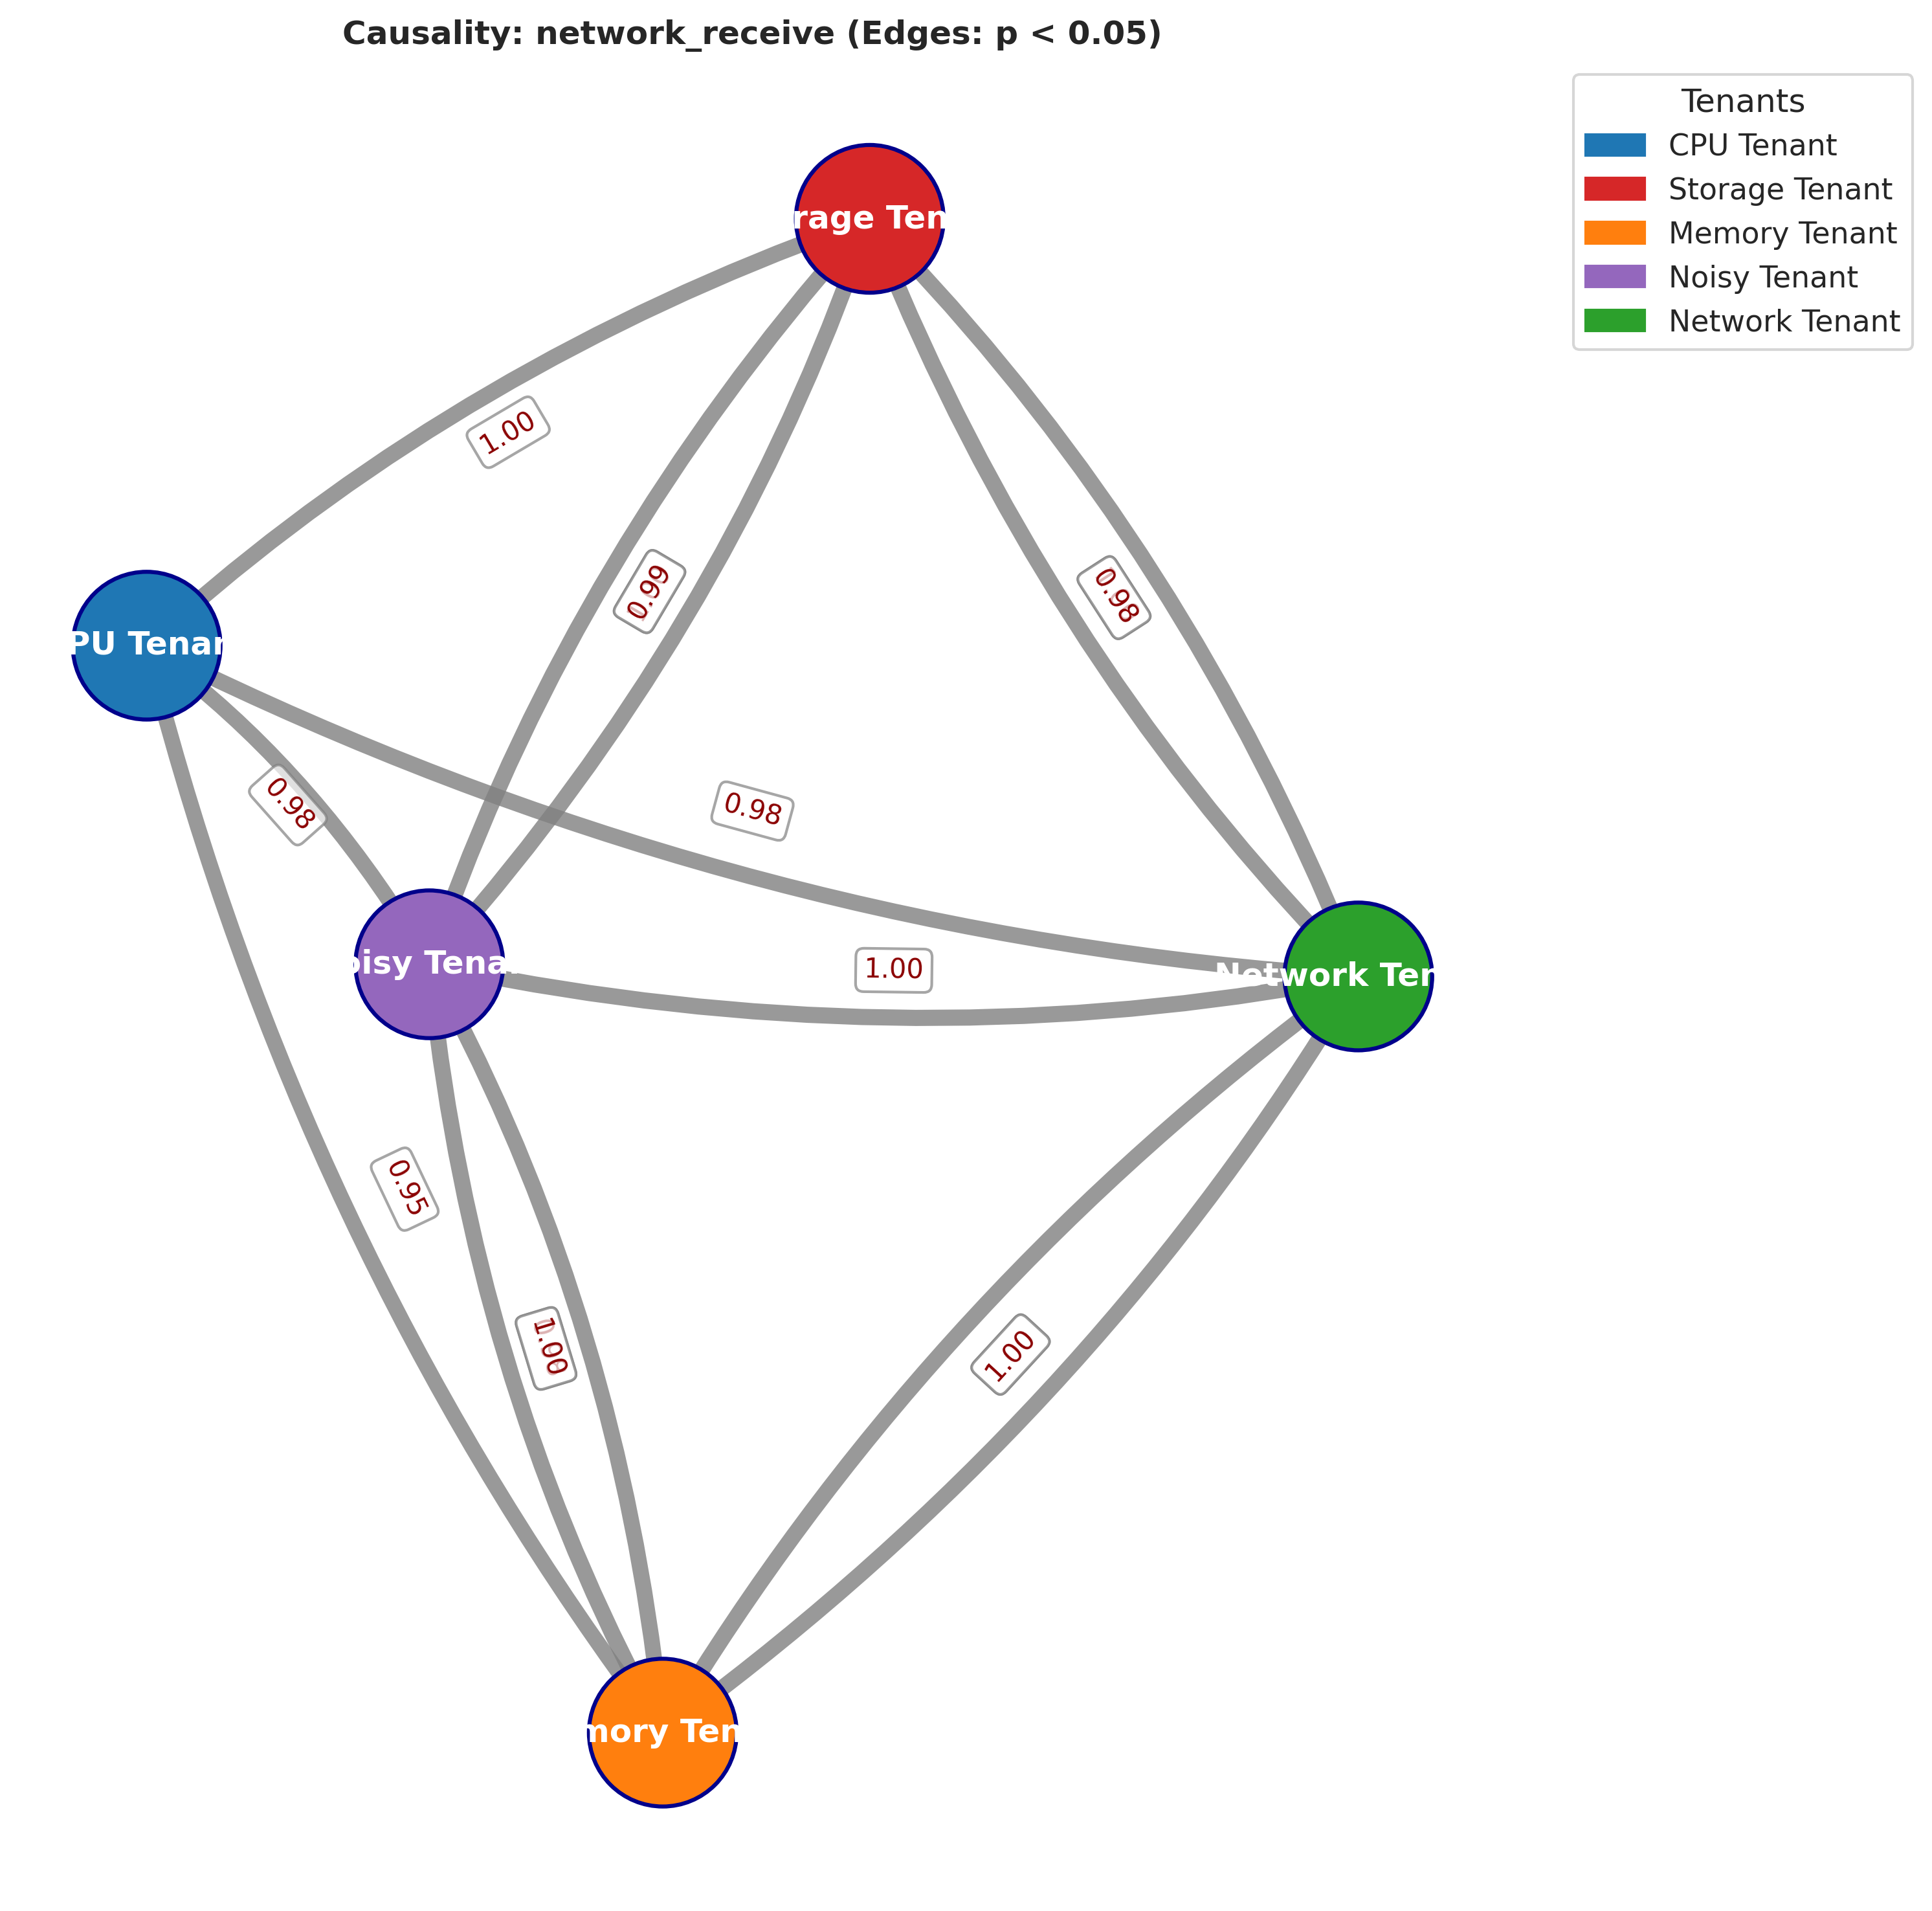 Causality: network_receive (Edges: p < 0.05)
Tenants
CPU Tenant
Storage Tenant
Memory Tenant
Noisy Tenant
Network Tenant
rage Ten
1.00
0.99
0.98
PU Tenan
0.98
0.98
oisy Tena
1.00
Network Ten
0.95
1.00
1.00
mory Ten